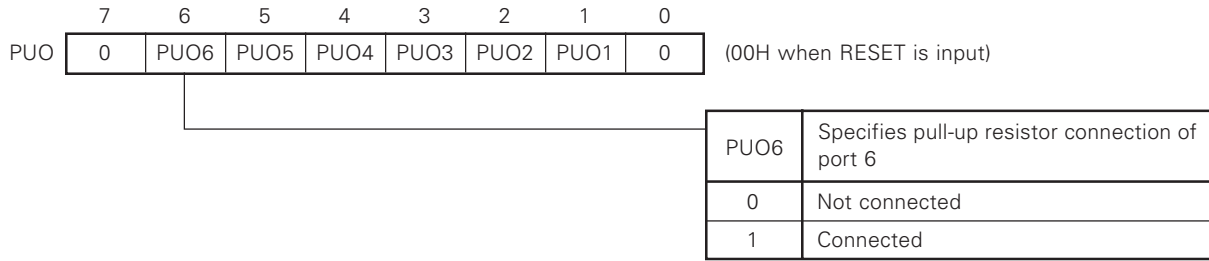 7 6 5 4 3 2 1 0
PUO 0 PUO6 PUO5 PUO4 PUO3 PUO2 PUO1 0 (00H when RESET is input)
PUO6 Specifies pull-up resistor connection of
port 6
0 Not connected
1 Connected